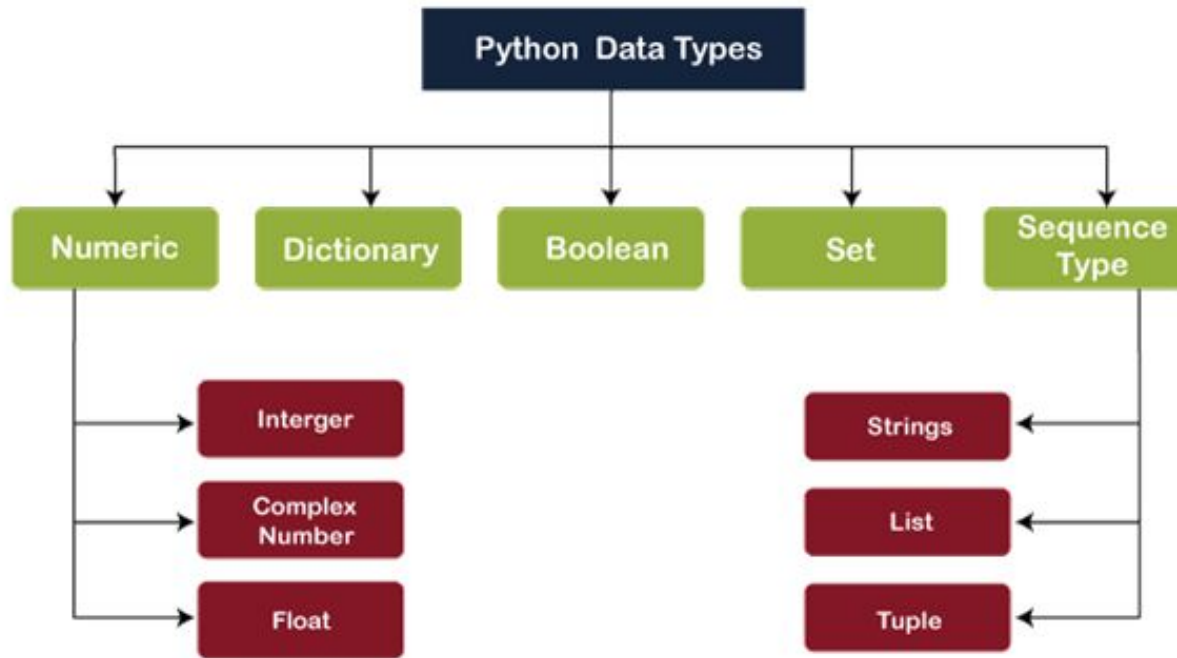 Python Data Types
Numeric
Dictionary
Boolean
Set
Sequence
Type
Interger
Complex
Number
Float
Strings
List
Tuple